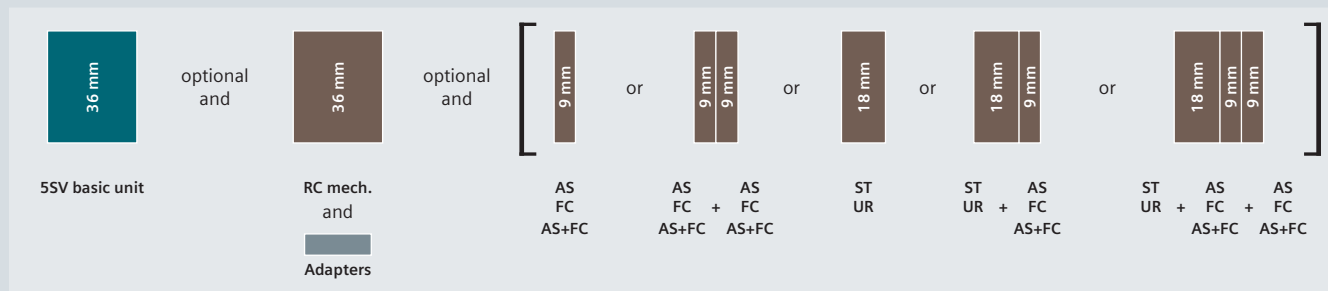 36 mm
optional
and
36 mm
optional
and
9 mm
or
9 mm
9 mm
or
18 mm
or
18 mm
9 mm
or
18 mm
9 mm
9 mm
5SV basic unit
RC mech.
and
Adapters
AS
FC
AS+FC
AS
FC
AS+FC
+
AS
FC
AS+FC
ST
UR
ST
UR
+
AS
FC
AS+FC
ST
UR
+
AS
FC
AS+FC
+
AS
FC
AS+FC